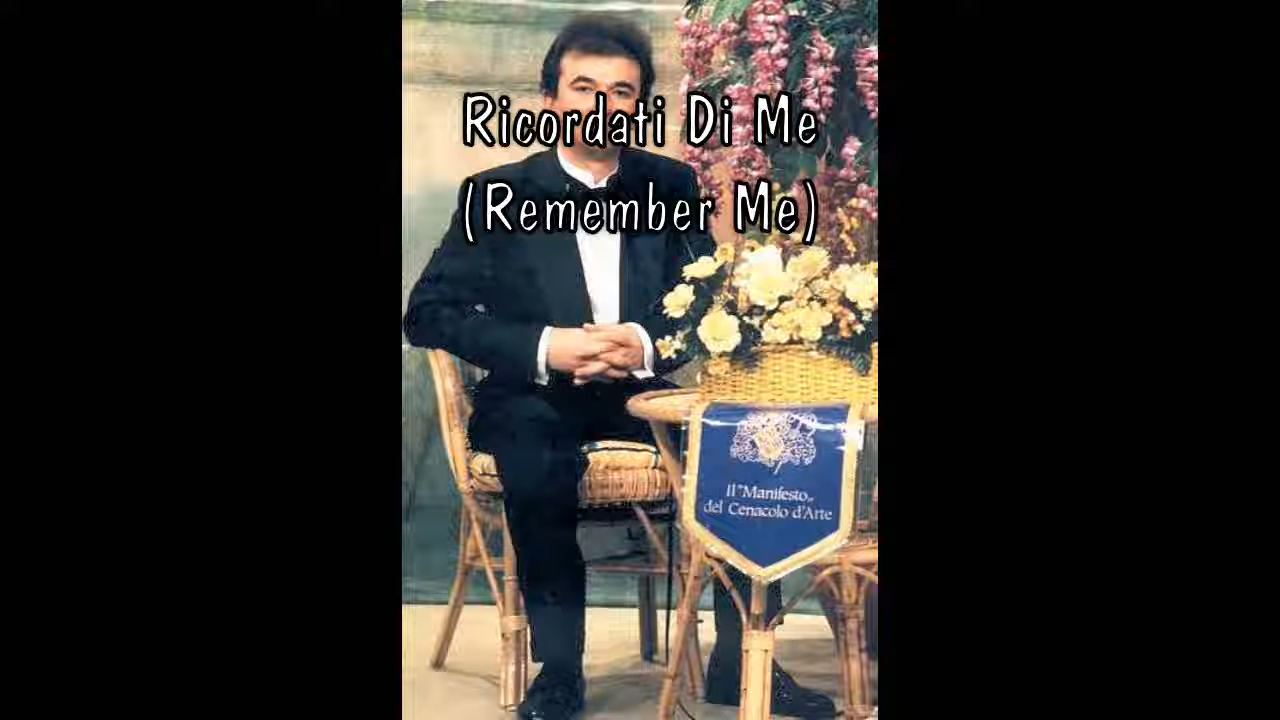 Ricordati Di Me
(Remember Me)
Il "Manifesto„
del Cenacolo d'Arte